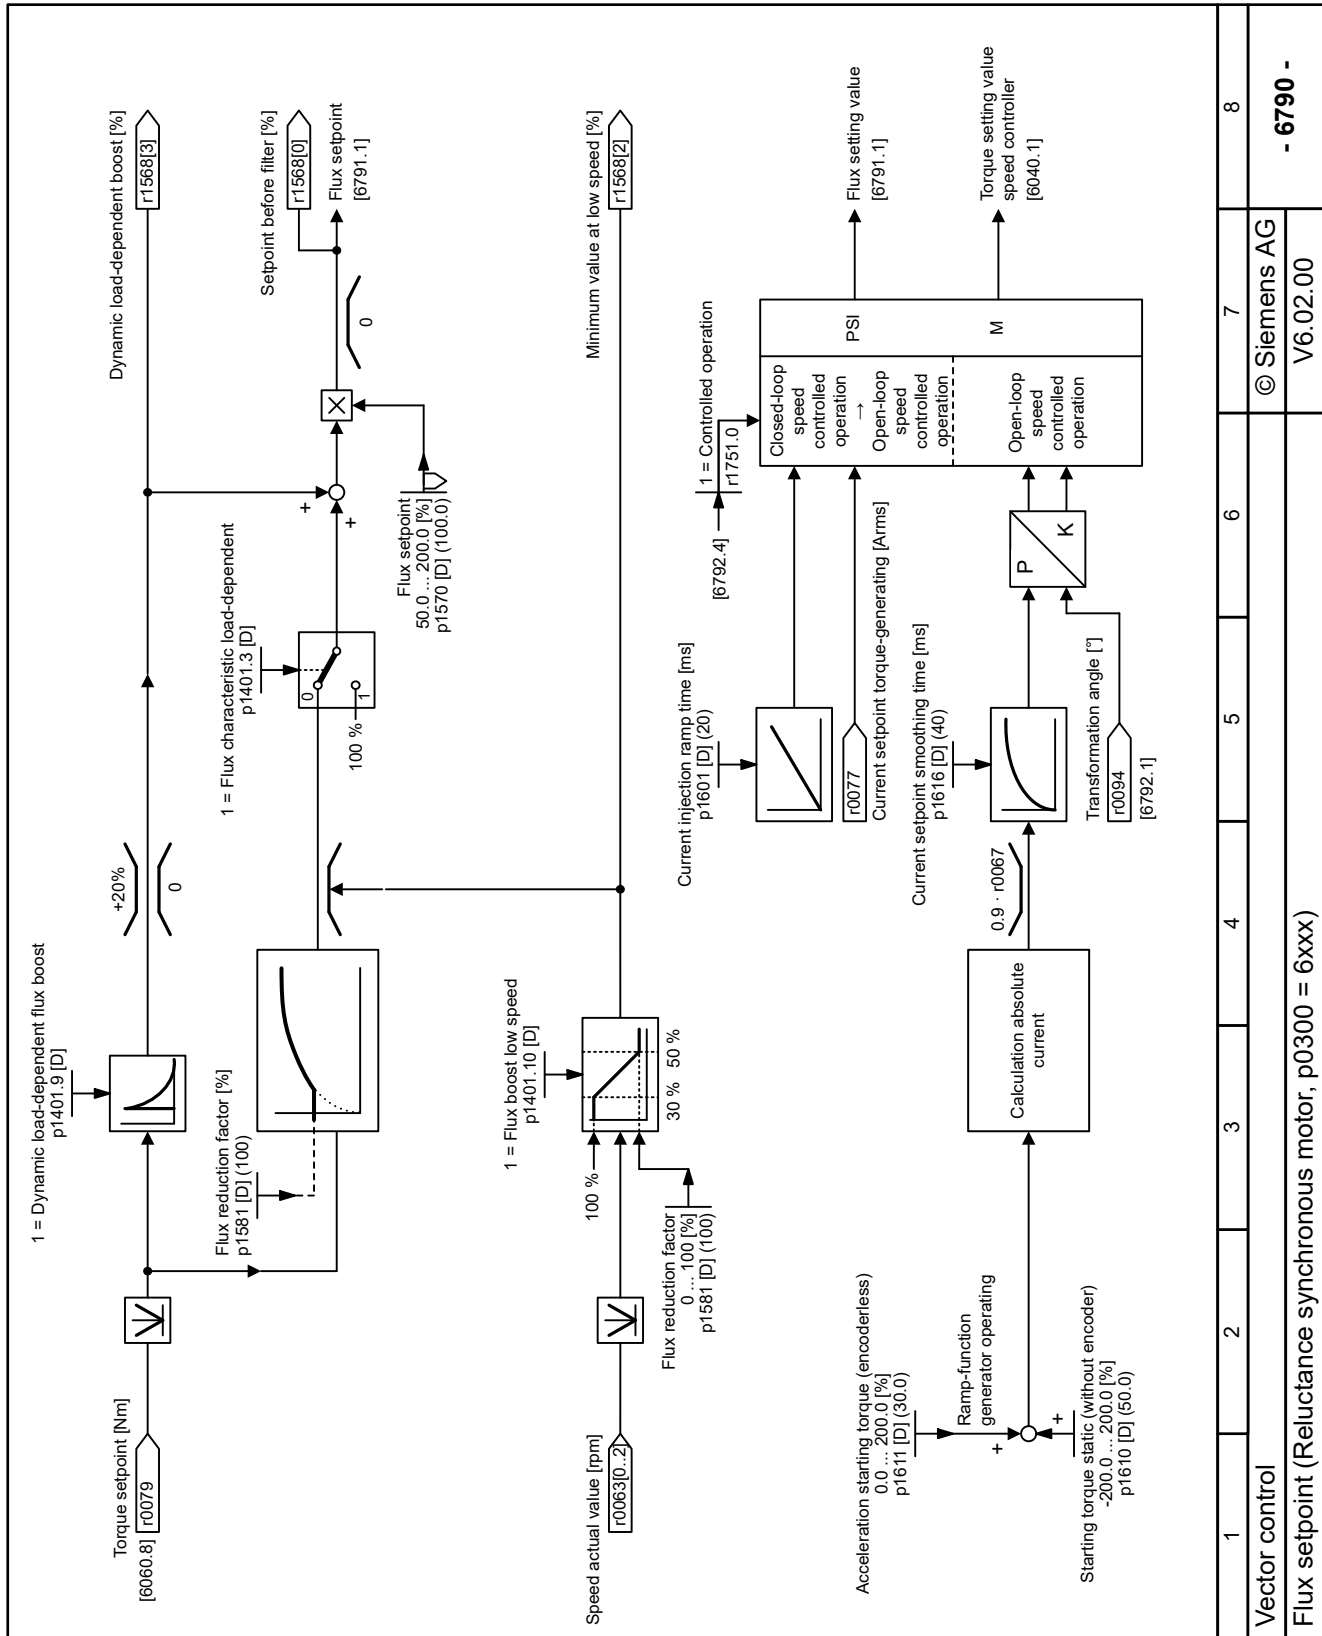 1 = Dynamic load-dependent flux boost
p1401.9 [D]
Dynamic load-dependent boost [%]
r1568[3]
Torque setpoint [Nm]
[6060.8]
r0079
+20%
0
1 = Flux characteristic load-dependent
p1401.3 [D]
0
1
100 %
Flux reduction factor [%]
p1581 [D] (100)
+
+
Flux setpoint
50.0 ... 200.0 [%]
p1570 [D] (100.0)
0
Setpoint before filter [%]
r1568[0]
Flux setpoint
[6791.1]
1 = Flux boost low speed
p1401.10 [D]
Speed actual value [rpm]
r0063[0..2]
100 %
30 %
50 %
Flux reduction factor
0 ... 100 [%]
p1581 [D] (100)
Minimum value at low speed [%]
r1568[2]
Current injection ramp time [ms]
p1601 [D] (20)
r0077
Current setpoint torque-generating [Arms]
[6792.4]
1 = Controlled operation
r1751.0
Closed-loop
speed
controlled
operation
→
Open-loop
speed
controlled
operation
PSI
Flux setting value
[6791.1]
Open-loop
speed
controlled
operation
M
Torque setting value
speed controller
[6040.1]
Acceleration starting torque (encoderless)
0.0 ... 200.0 [%]
p1611 [D] (30.0)
Ramp-function
generator operating
+
+
Starting torque static (without encoder)
-200.0 ... 200.0 [%]
p1610 [D] (50.0)
Calculation absolute
current
0.9 · r0067
Current setpoint smoothing time [ms]
p1616 [D] (40)
P
K
Transformation angle [°]
r0094
[6792.1]
1
2
3
4
5
6
7
8
Vector control
© Siemens AG
- 6790 -
Flux setpoint (Reluctance synchronous motor, p0300 = 6xxx)
V6.02.00